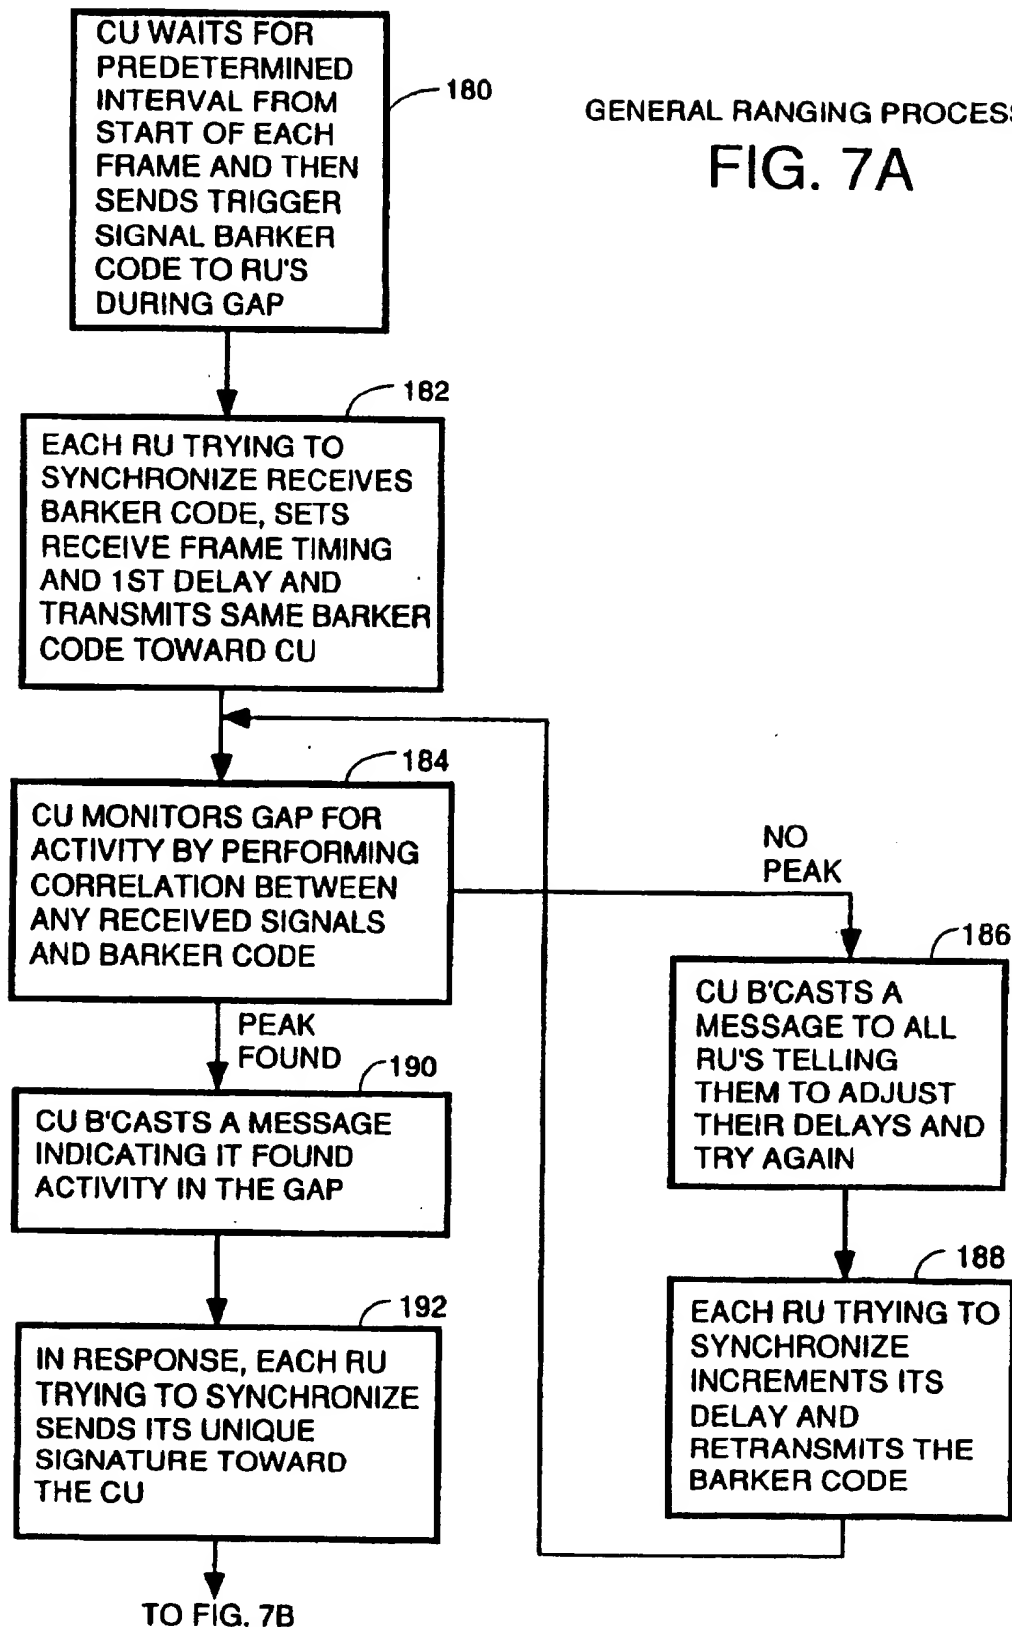 CU WAITS FOR
PREDETERMINED
INTERVAL FROM
START OF EACH
FRAME AND THEN
SENDS TRIGGER
SIGNAL BARKER
CODE TO RU'S
DURING GAP
180
GENERAL RANGING PROCESS
FIG. 7A
182
EACH RU TRYING TO
SYNCHRONIZE RECEIVES
BARKER CODE, SETS
RECEIVE FRAME TIMING
AND 1ST DELAY AND
TRANSMITS SAME BARKER
CODE TOWARD CU
184
CU MONITORS GAP FOR
ACTIVITY BY PERFORMING
CORRELATION BETWEEN
ANY RECEIVED SIGNALS
AND BARKER CODE
NO
PEAK
186
CU B'CASTS A
MESSAGE TO ALL
RU'S TELLING
THEM TO ADJUST
THEIR DELAYS AND
TRY AGAIN
PEAK
FOUND
190
CU B'CASTS A MESSAGE
INDICATING IT FOUND
ACTIVITY IN THE GAP
188
EACH RU TRYING TO
SYNCHRONIZE
INCREMENTS ITS
DELAY AND
RETRANSMITS THE
BARKER CODE
192
IN RESPONSE, EACH RU
TRYING TO SYNCHRONIZE
SENDS ITS UNIQUE
SIGNATURE TOWARD
THE CU
TO FIG. 7B